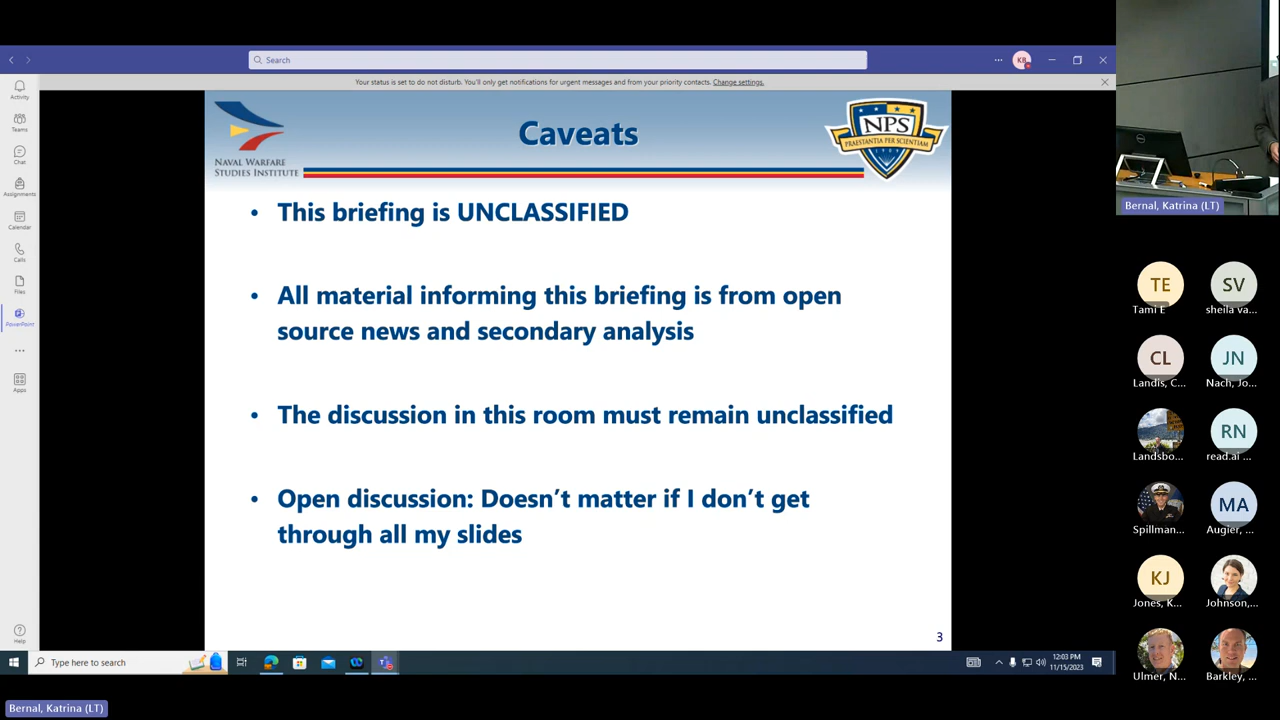 Search
KB
Your status is set to do not disturb. You'll only get notifications for urgent messages and from your priority contacts. Change settings.
Activity
Teams
Chat
Assignments
Calendar
Calls
Files
PowerPoint
Apps
Help
NAVAL WARFARE
STUDIES INSTITUTE
Caveats
NPS
PRAESTANTIA PER SCIENTIAM
• This briefing is UNCLASSIFIED
• All material informing this briefing is from open
source news and secondary analysis
• The discussion in this room must remain unclassified
• Open discussion: Doesn't matter if I don't get
through all my slides
3
Type here to search
12:03 PM
11/15/2023
Bernal, Katrina (LT)
Bernal, Katrina (LT)
TE
Tami E
SV
sheila va...
CL
Landis, C...
JN
Nach, Jo...
Landsbo...
RN
read.ai ...
Spillman...
MA
Augier, ...
KJ
Jones, K...
Johnson,...
Ulmer, N...
Barkley, ...